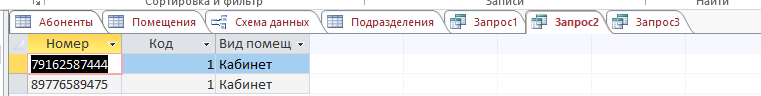 Сортировка и фильтр Записи Найти
Абоненты Помещения Схема данных Подразделения Запрос1 Запрос2 Запрос3
Номер Код Вид помещ
79162587444 1 Кабинет
89776589475 1 Кабинет